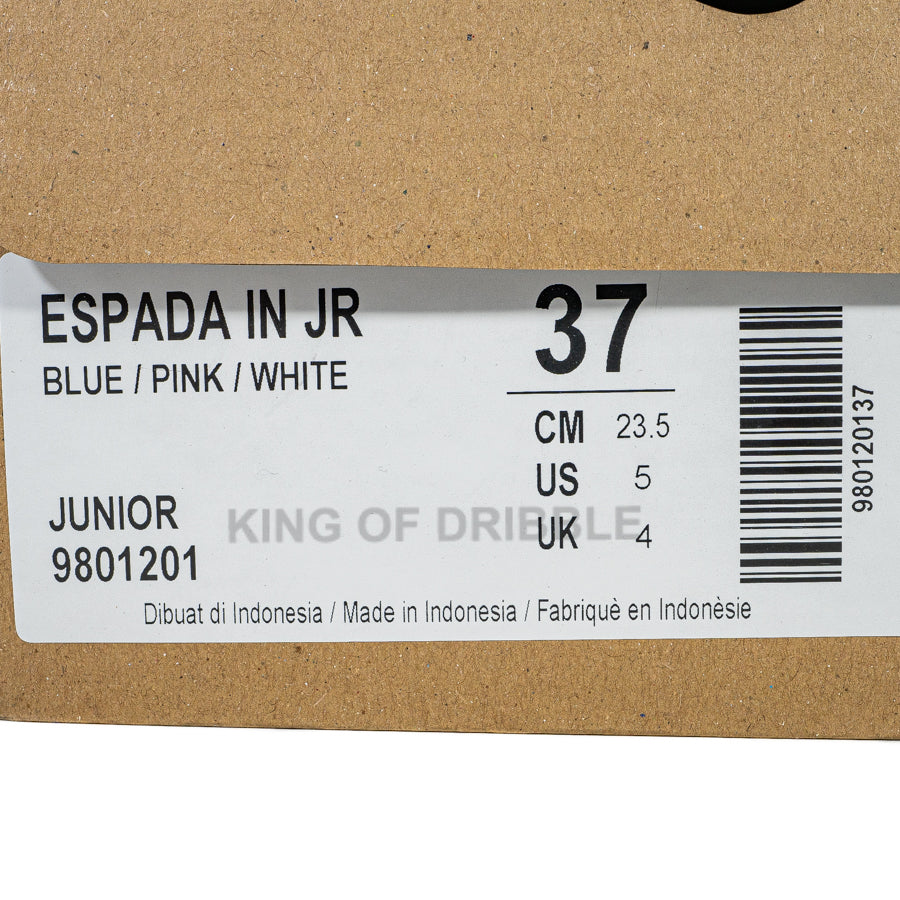 ESPADA IN JR
BLUE / PINK / WHITE
37
CM 23.5
US 5
UK 4
JUNIOR
9801201
KING OF DRIBBLE
980120137
Dibuat di Indonesia / Made in Indonesia / Fabriquè en Indonèsie